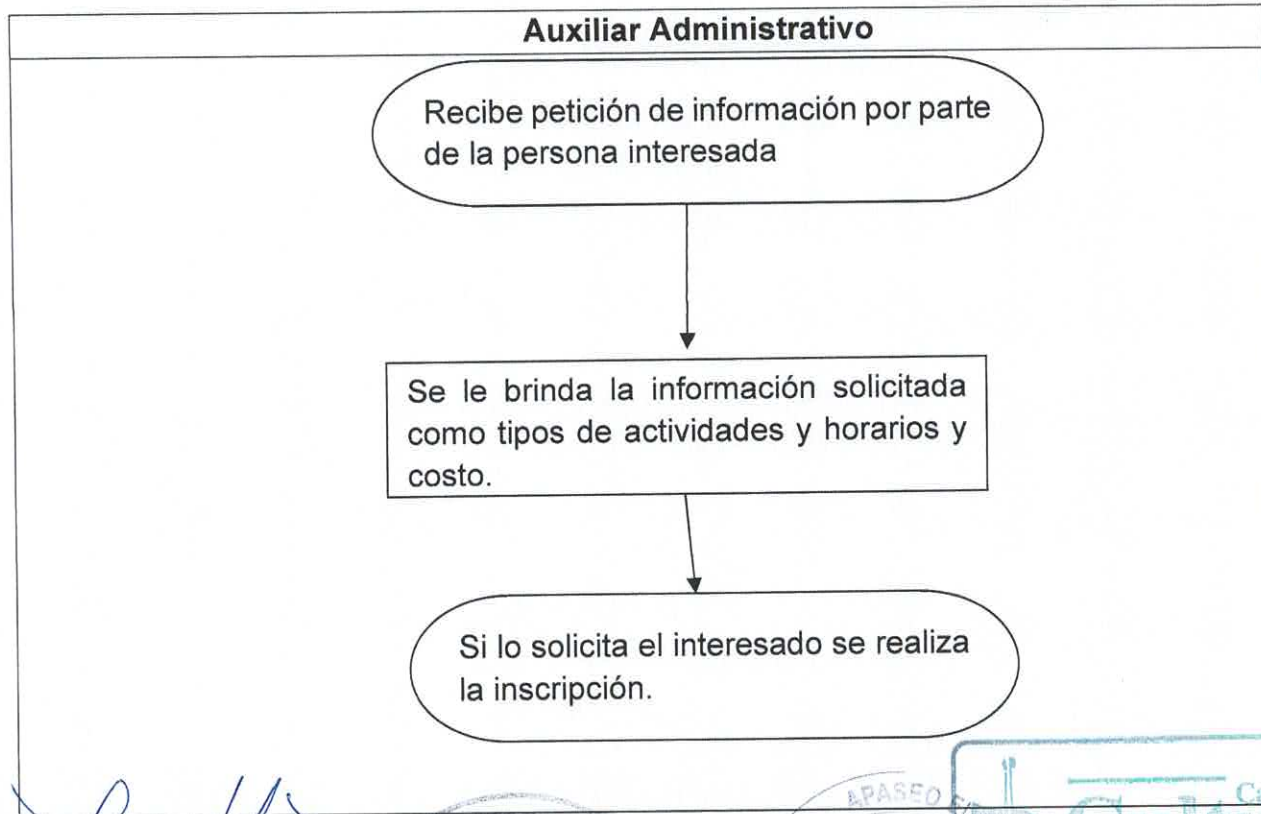 Auxiliar Administrativo
Recibe petición de información por parte
de la persona interesada
Se le brinda la información solicitada
como tipos de actividades y horarios y
costo.
Si lo solicita el interesado se realiza
la inscripción.
APASEO
Ca